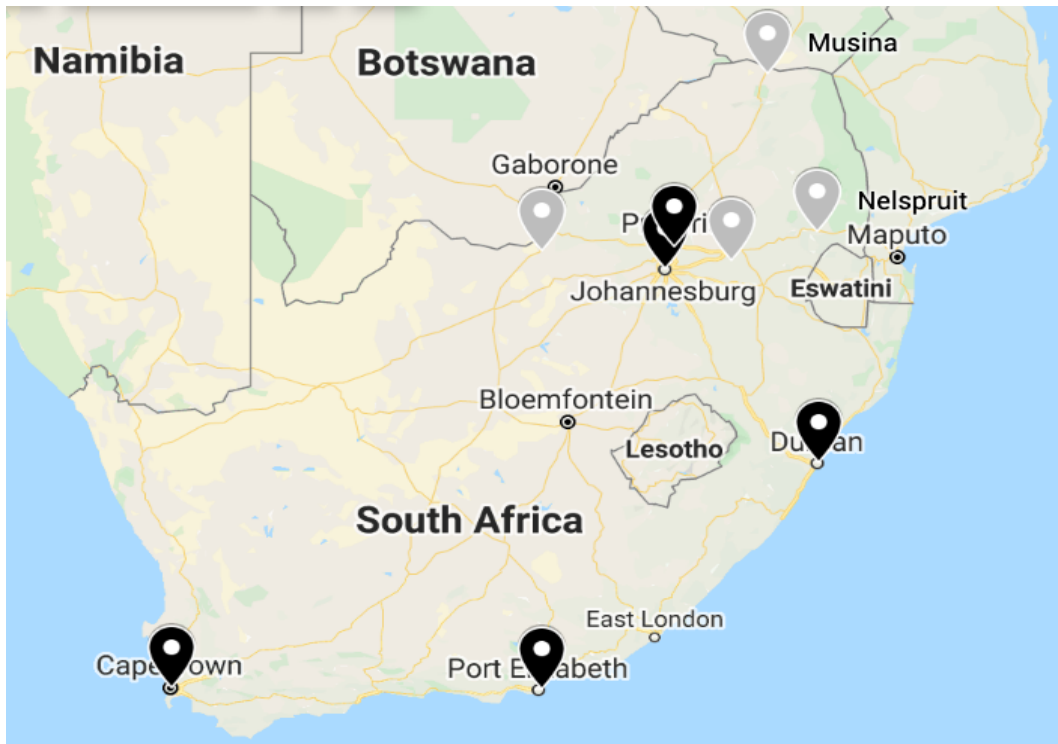 Musina
Namibia
Botswana
Gaborone
Nelspruit
Maputo
Johannesburg
Eswatini
Bloemfontein
Lesotho
South Africa
East London